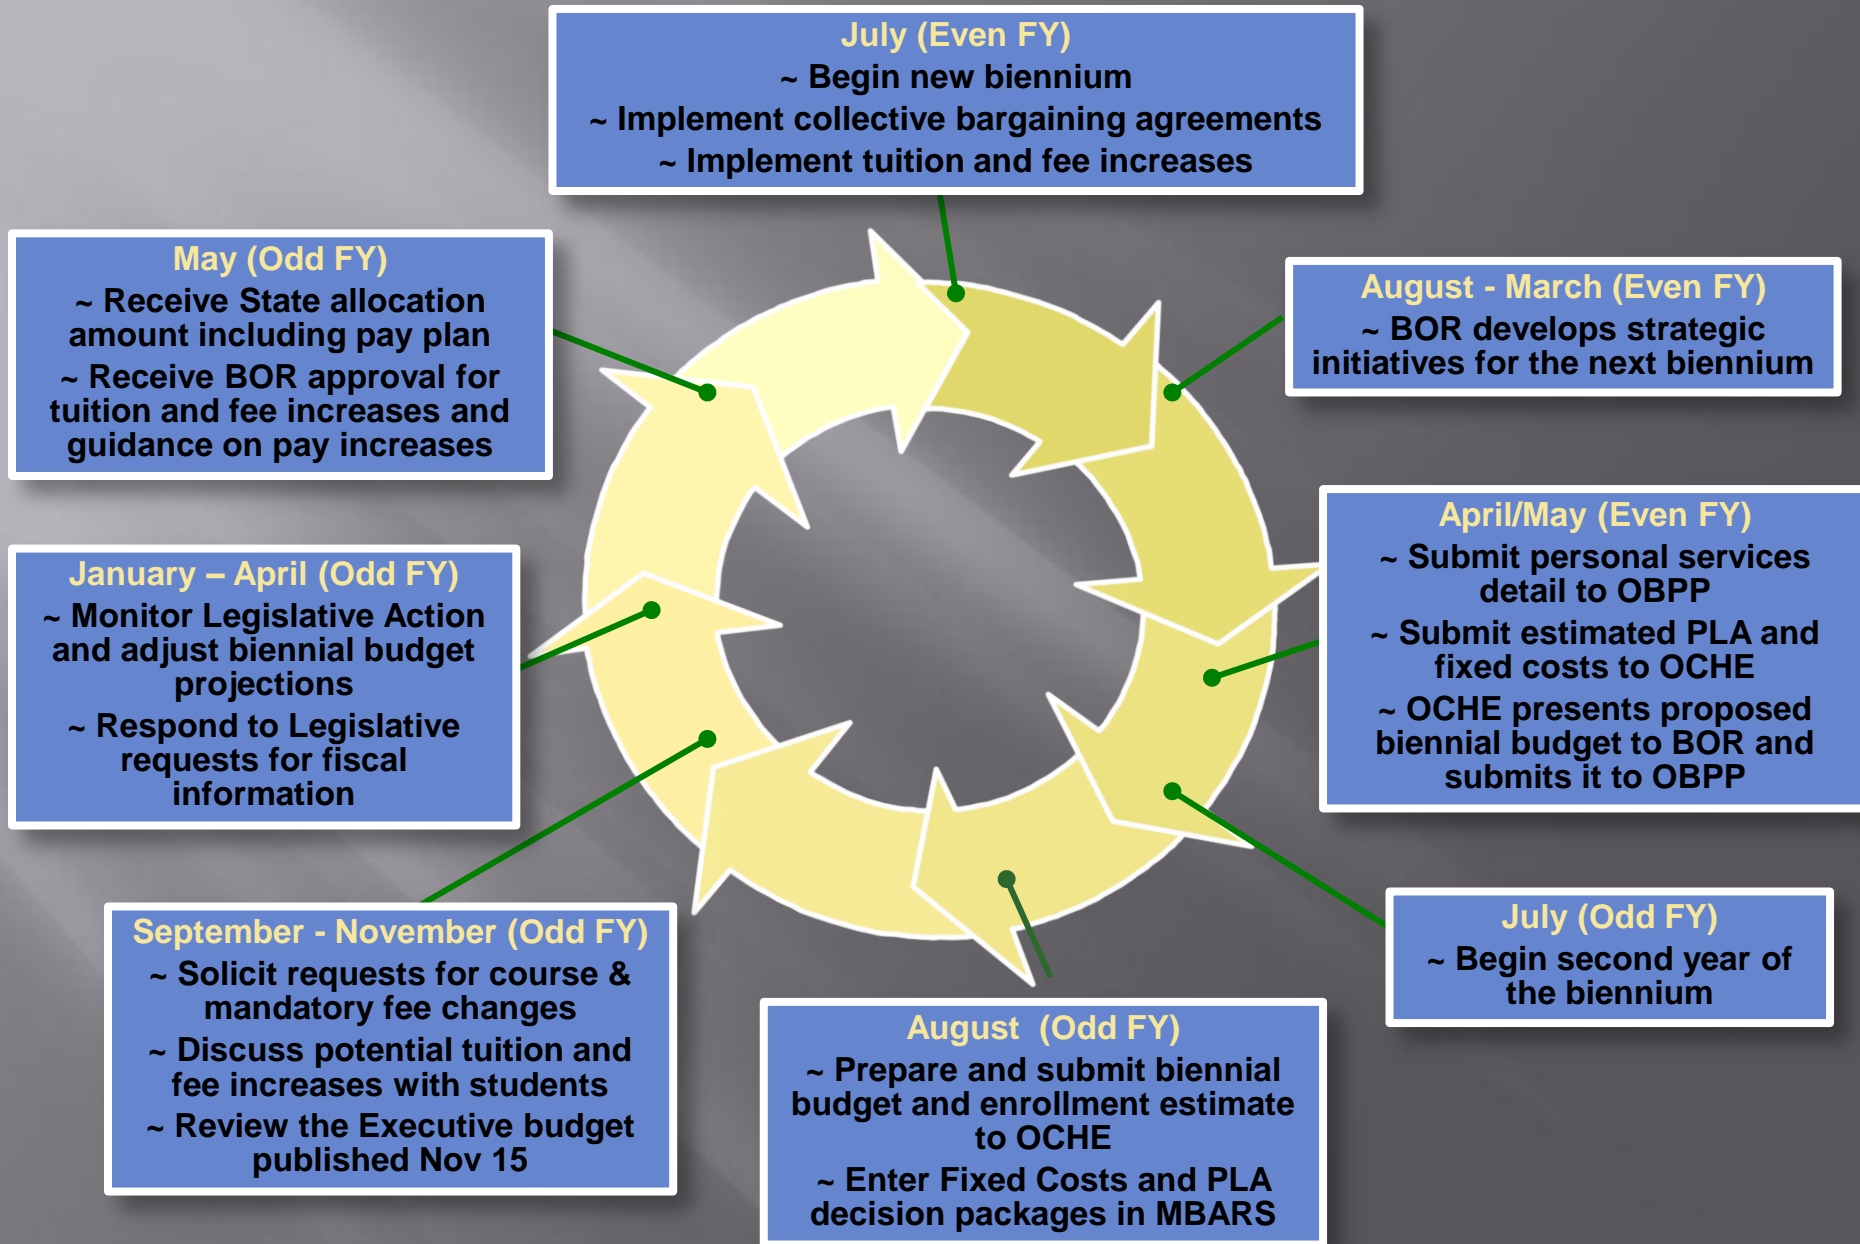 July (Even FY)
~ Begin new biennium
~ Implement collective bargaining agreements
~ Implement tuition and fee increases
August - March (Even FY)
~ BOR develops strategic
initiatives for the next biennium
April/May (Even FY)
~ Submit personal services
detail to OBPP
~ Submit estimated PLA and
fixed costs to OCHE
~ OCHE presents proposed
biennial budget to BOR and
submits it to OBPP
July (Odd FY)
~ Begin second year of
the biennium
August  (Odd FY)
~ Prepare and submit biennial
budget and enrollment estimate
to OCHE
~ Enter Fixed Costs and PLA
decision packages in MBARS
September - November (Odd FY)
~ Solicit requests for course &
mandatory fee changes
~ Discuss potential tuition and
fee increases with students
~ Review the Executive budget
published Nov 15
January – April (Odd FY)
~ Monitor Legislative Action
and adjust biennial budget
projections
~ Respond to Legislative
requests for fiscal
information
May (Odd FY)
~ Receive State allocation
amount including pay plan
~ Receive BOR approval for
tuition and fee increases and
guidance on pay increases